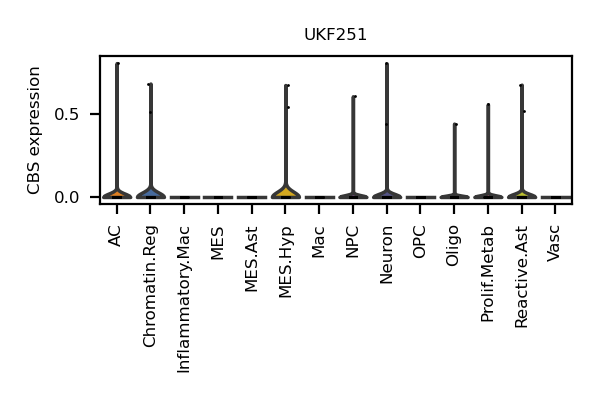 UKF251
CBS expression
0.5
0.0
AC
Chromatin.Reg
Inflammatory.Mac
MES
MES.Ast
MES.Hyp
Mac
NPC
Neuron
OPC
Oligo
Prolif.Metab
Reactive.Ast
Vasc